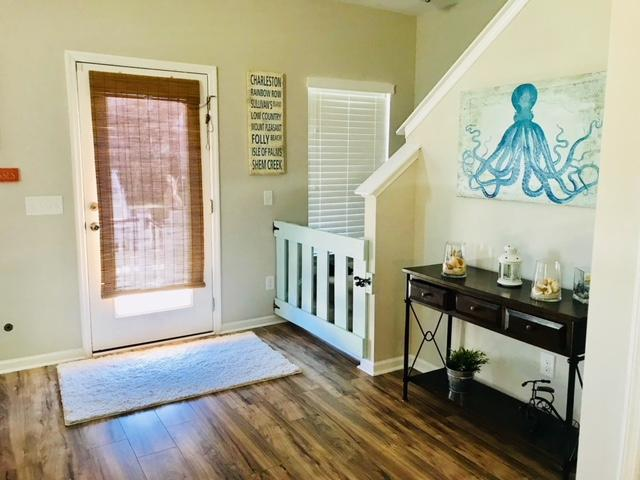 CHARLESTON
RAINBOW ROW
SULLIVAN'S ISLAND
LOW COUNTRY
MOUNT PLEASANT
FOLLY BEACH
ISLE OF PALMS
SHEM CREEK